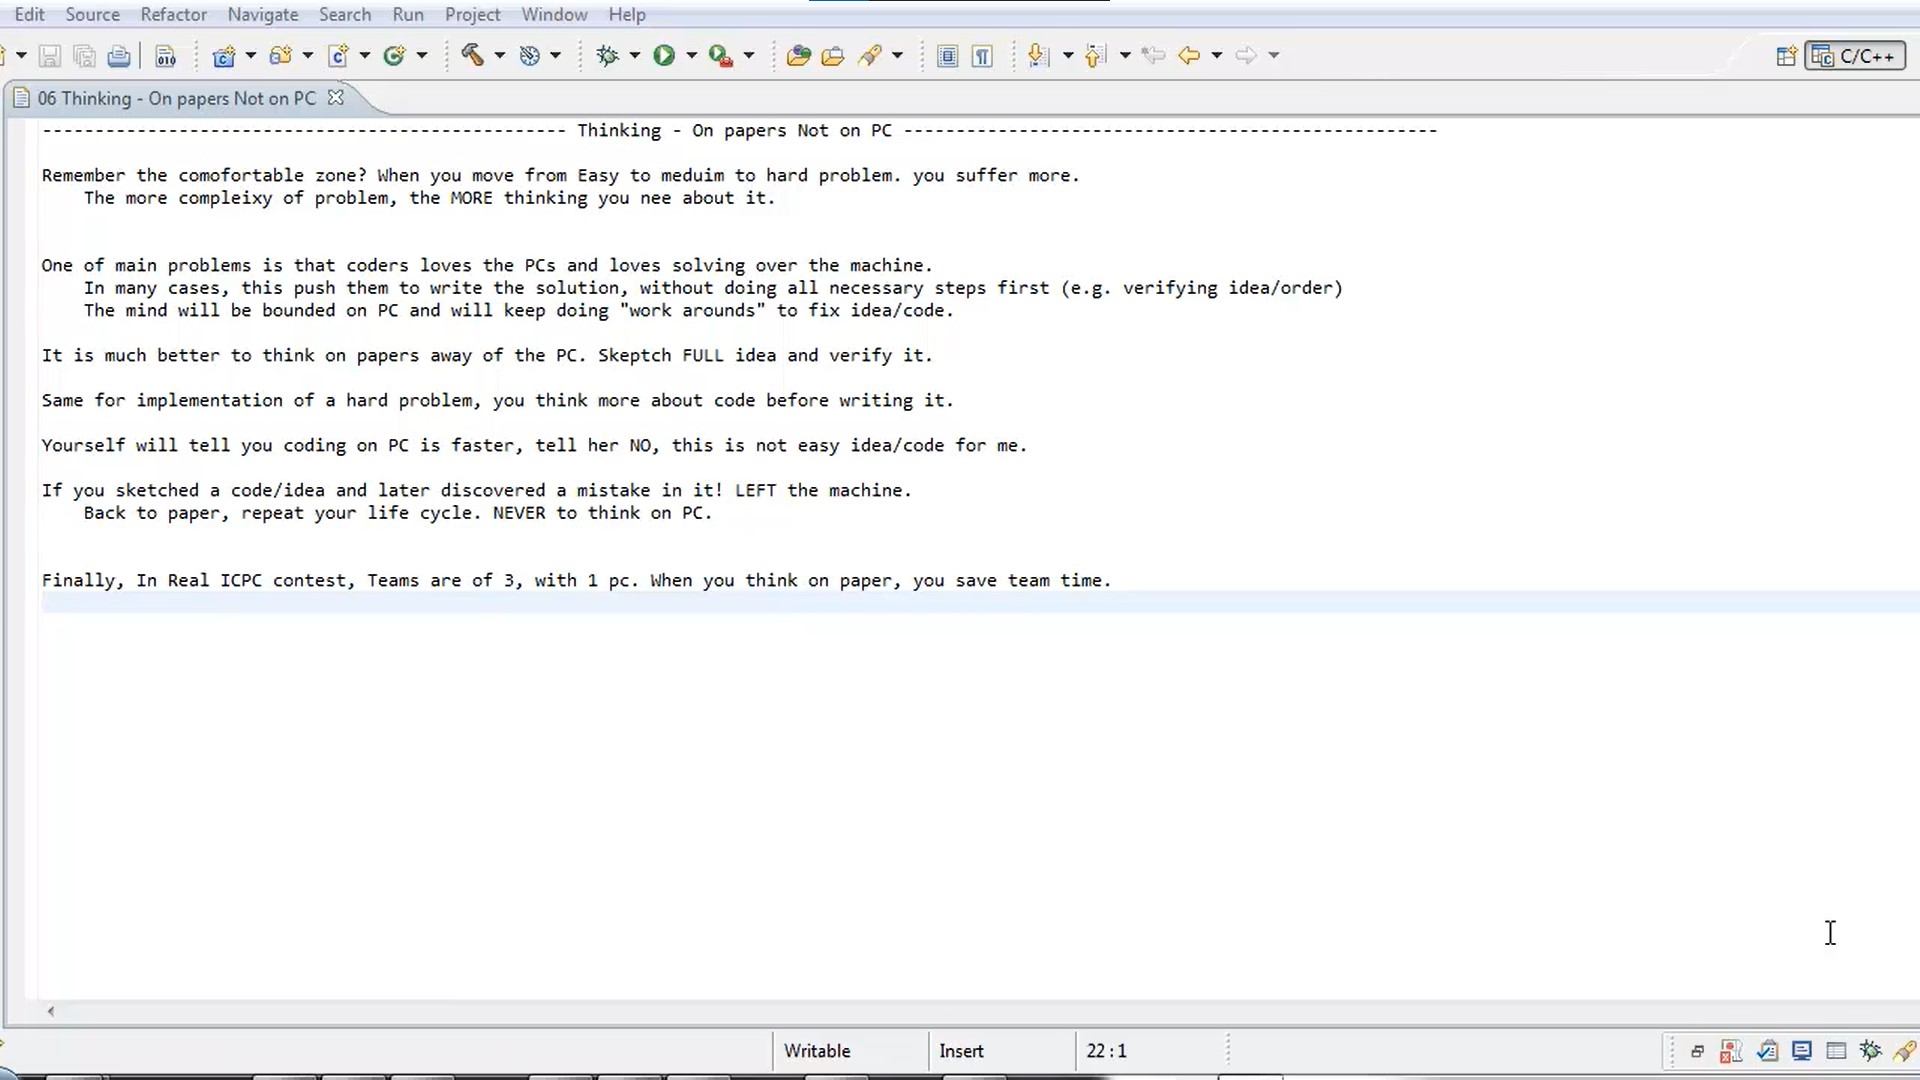 Edit Source Refactor Navigate Search Run Project Window Help
C/C++
06 Thinking - On papers Not on PC
-------------------------------------------------- Thinking - On papers Not on PC ---------------------------------------------------
Remember the comofortable zone? When you move from Easy to meduim to hard problem. you suffer more.
The more compleixy of problem, the MORE thinking you nee about it.
One of main problems is that coders loves the PCs and loves solving over the machine.
In many cases, this push them to write the solution, without doing all necessary steps first (e.g. verifying idea/order)
The mind will be bounded on PC and will keep doing "work arounds" to fix idea/code.
It is much better to think on papers away of the PC. Skeptch FULL idea and verify it.
Same for implementation of a hard problem, you think more about code before writing it.
Yourself will tell you coding on PC is faster, tell her NO, this is not easy idea/code for me.
If you sketched a code/idea and later discovered a mistake in it! LEFT the machine.
Back to paper, repeat your life cycle. NEVER to think on PC.
Finally, In Real ICPC contest, Teams are of 3, with 1 pc. When you think on paper, you save team time.
Writable Insert 22:1